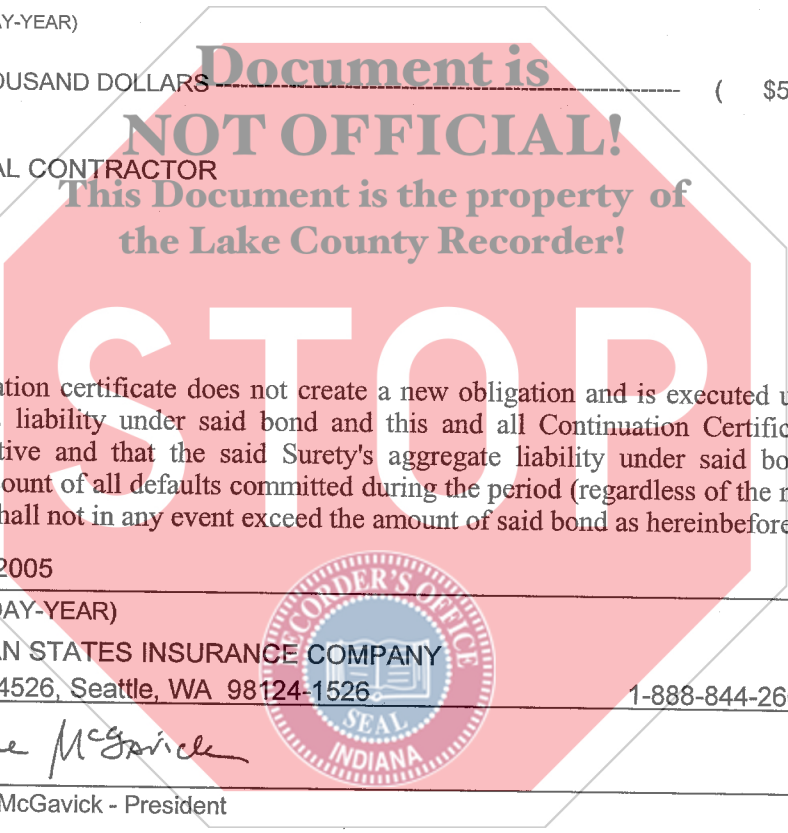 AY-YEAR)
Document is
OUSAND DOLLARS ---------- ( $5
NOT OFFICIAL!
AL CONTRACTOR
This Document is the property of
the Lake County Recorder!
STOP
ation certificate does not create a new obligation and is executed u
liability under said bond and this and all Continuation Certific
tive and that the said Surety's aggregate liability under said bo
ount of all defaults committed during the period (regardless of the n
hall not in any event exceed the amount of said bond as hereinbefore
2005
DAY-YEAR)
AN STATES INSURANCE COMPANY
4526, Seattle, WA 98124-1526 1-888-844-26
RECORDER'S OFFICE
SEAL
INDIANA
e McGavick
McGavick - President